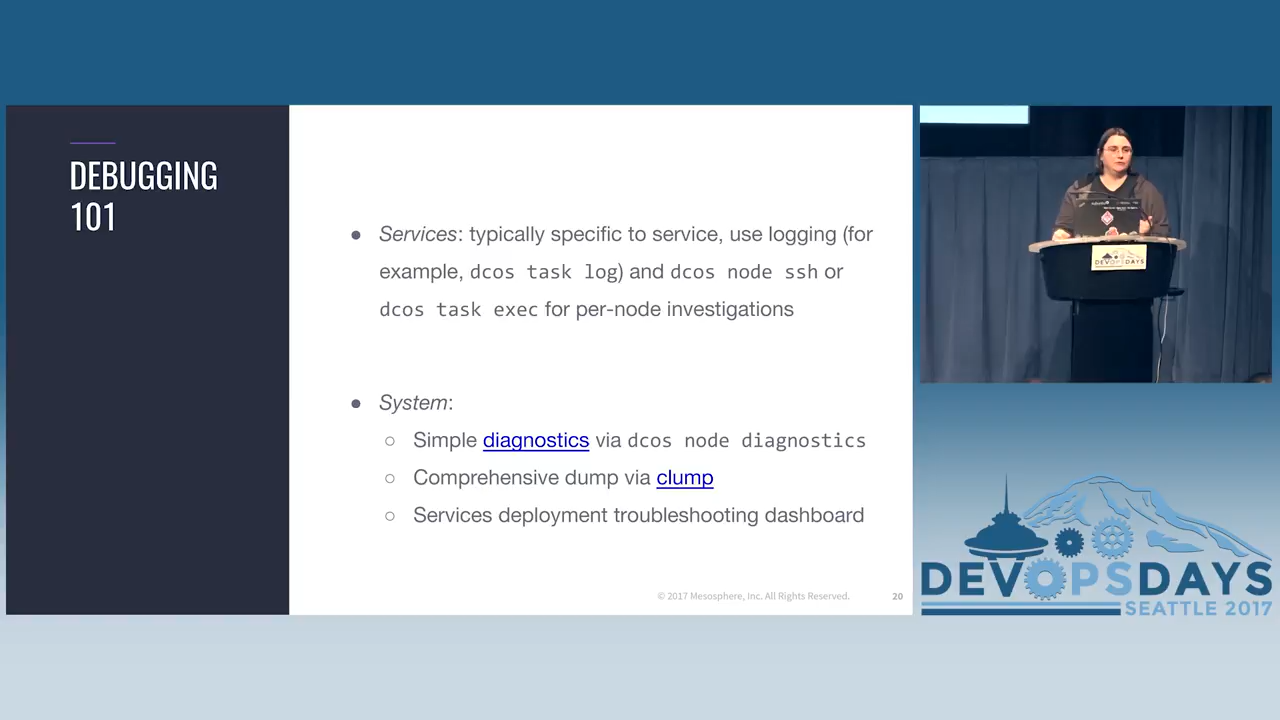 DEBUGGING
101
● Services: typically specific to service, use logging (for
example, dcos task log) and dcos node ssh or
dcos task exec for per-node investigations
● System:
○ Simple diagnostics via dcos node diagnostics
○ Comprehensive dump via clump
○ Services deployment troubleshooting dashboard
© 2017 Mesosphere, Inc. All Rights Reserved.
20
DEVOPSDAYS
DEVOPSDAYS
SEATTLE 2017